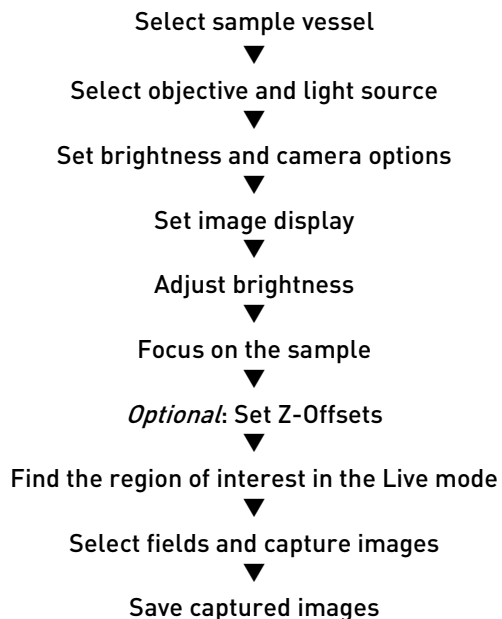 Select sample vessel
▼
Select objective and light source
▼
Set brightness and camera options
▼
Set image display
▼
Adjust brightness
▼
Focus on the sample
▼
Optional: Set Z-Offsets
▼
Find the region of interest in the Live mode
▼
Select fields and capture images
▼
Save captured images